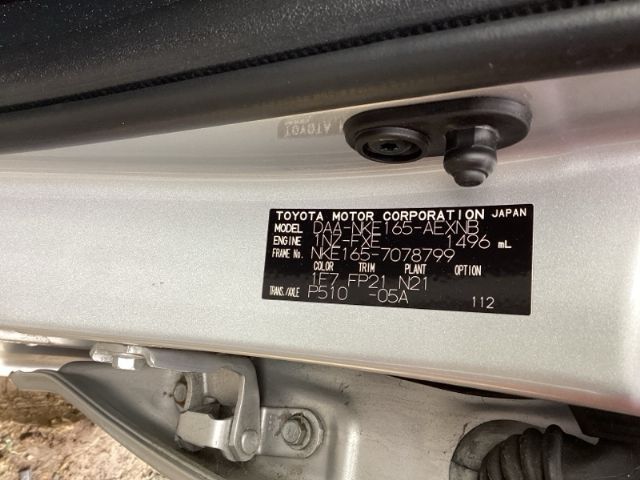 TOYOTA MOTOR CORPORATION JAPAN
MODEL DAA-NKE165-AEXNB
ENGINE 1NZ-FXE 1496 mL
FRAME No. NKE165-7078799
COLOR TRIM PLANT OPTION
1F7 FP21 N21
TRANS./AXLE P510 -05A 112